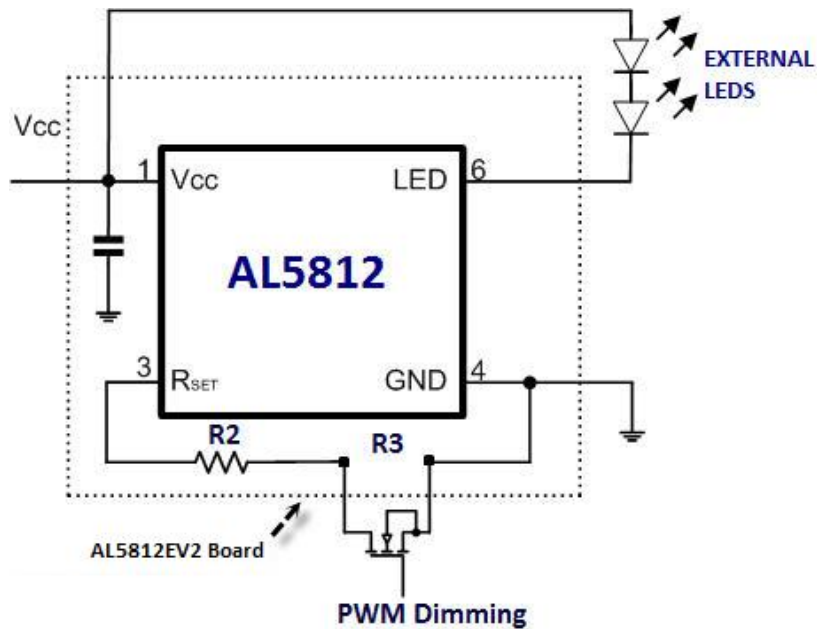 EXTERNAL
LEDS
Vcc
1
Vcc
LED
6
AL5812
3
RSET
GND
4
R2
R3
AL5812EV2 Board
PWM Dimming